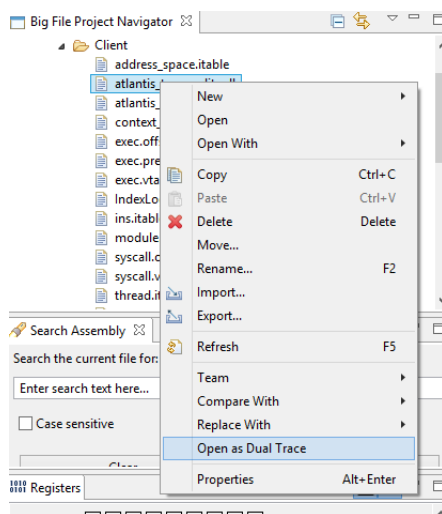 Big File Project Navigator
Client
address_space.itable
atlantis_
atlantis_
context_
exec.off
exec.pre
exec.vta
IndexLo
ins.itabl
module
syscall.c
syscall.v
thread.it
New
Open
Open With
Copy Ctrl+C
Paste Ctrl+V
Delete Delete
Move...
Rename... F2
Import...
Export...
Refresh F5
Team
Compare With
Replace With
Open as Dual Trace
Properties Alt+Enter
Search Assembly
Search the current file for:
Enter search text here...
Case sensitive
Clear
1010
0101
Registers